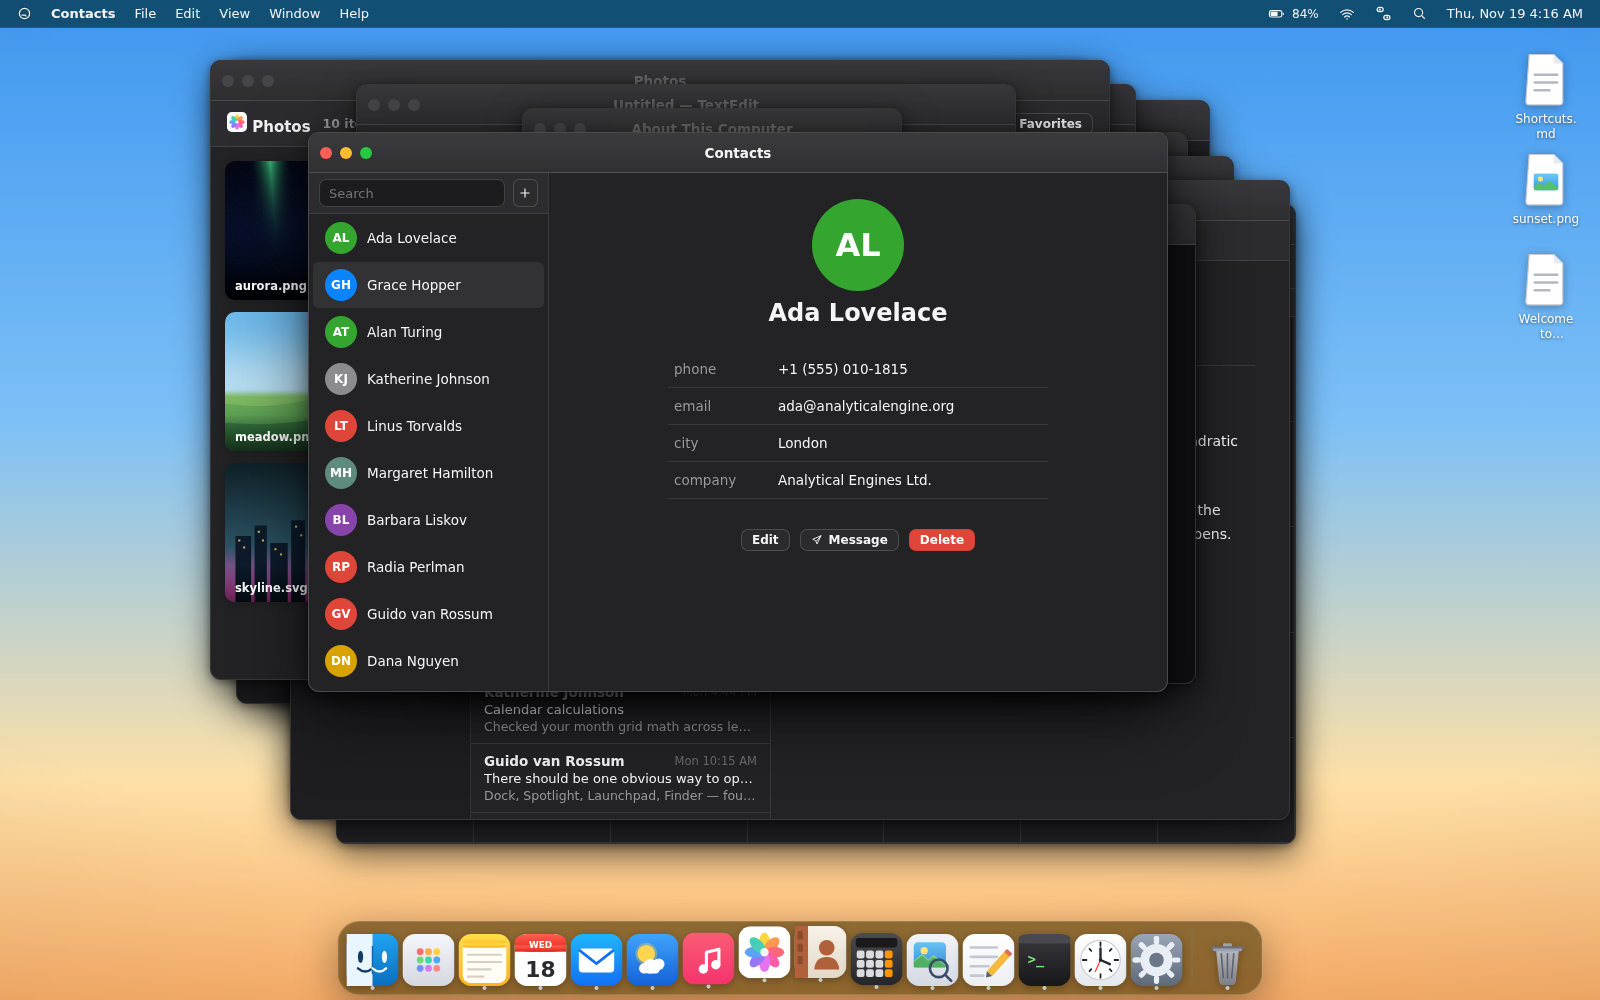 Contacts File Edit View Window Help
84% Thu, Nov 19 4:16 AM
Photos
Untitled — TextEdit
About This Computer
Photos 10 it
Favorites
aurora.png
meadow.pn
skyline.svg
Contacts
Search
+
AL Ada Lovelace
GH Grace Hopper
AT Alan Turing
KJ Katherine Johnson
LT Linus Torvalds
MH Margaret Hamilton
BL Barbara Liskov
RP Radia Perlman
GV Guido van Rossum
DN Dana Nguyen
AL
Ada Lovelace
phone +1 (555) 010-1815
email ada@analyticalengine.org
city London
company Analytical Engines Ltd.
Edit Message Delete
dratic
the
pens.
Katherine Johnson
Calendar calculations
Checked your month grid math across le…
Guido van Rossum Mon 10:15 AM
There should be one obvious way to op…
Dock, Spotlight, Launchpad, Finder — fou…
Shortcuts.
md
sunset.png
Welcome
to…
WED
18
>_